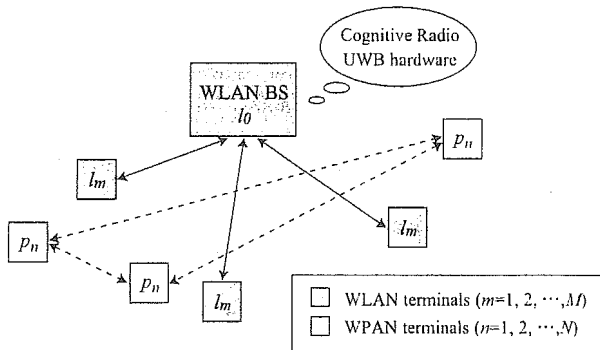 Cognitive Radio
UWB hardware
WLAN BS
l0
pn
lm
lm
pn
pn
lm
WLAN terminals (m=1, 2, ⋯,M)
WPAN terminals (n=1, 2, ⋯,N)